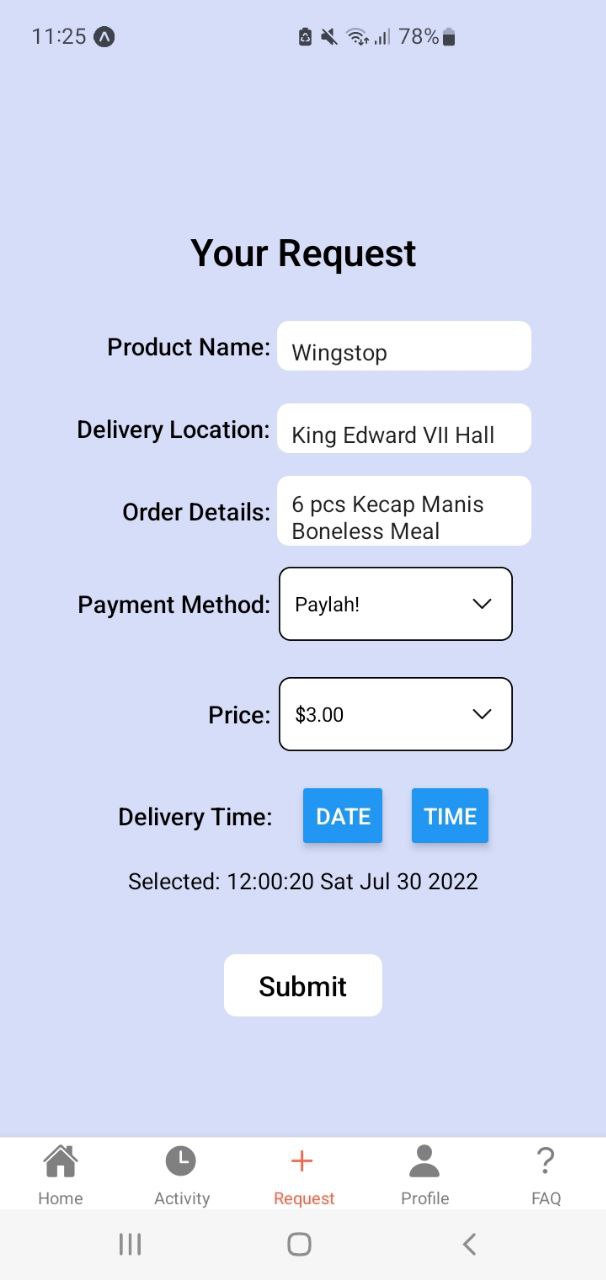 11:25 78%
Your Request
Product Name: Wingstop
Delivery Location: King Edward VII Hall
Order Details: 6 pcs Kecap Manis
Boneless Meal
Payment Method: Paylah!
Price: $3.00
Delivery Time: DATE TIME
Selected: 12:00:20 Sat Jul 30 2022
Submit
Home Activity Request Profile FAQ